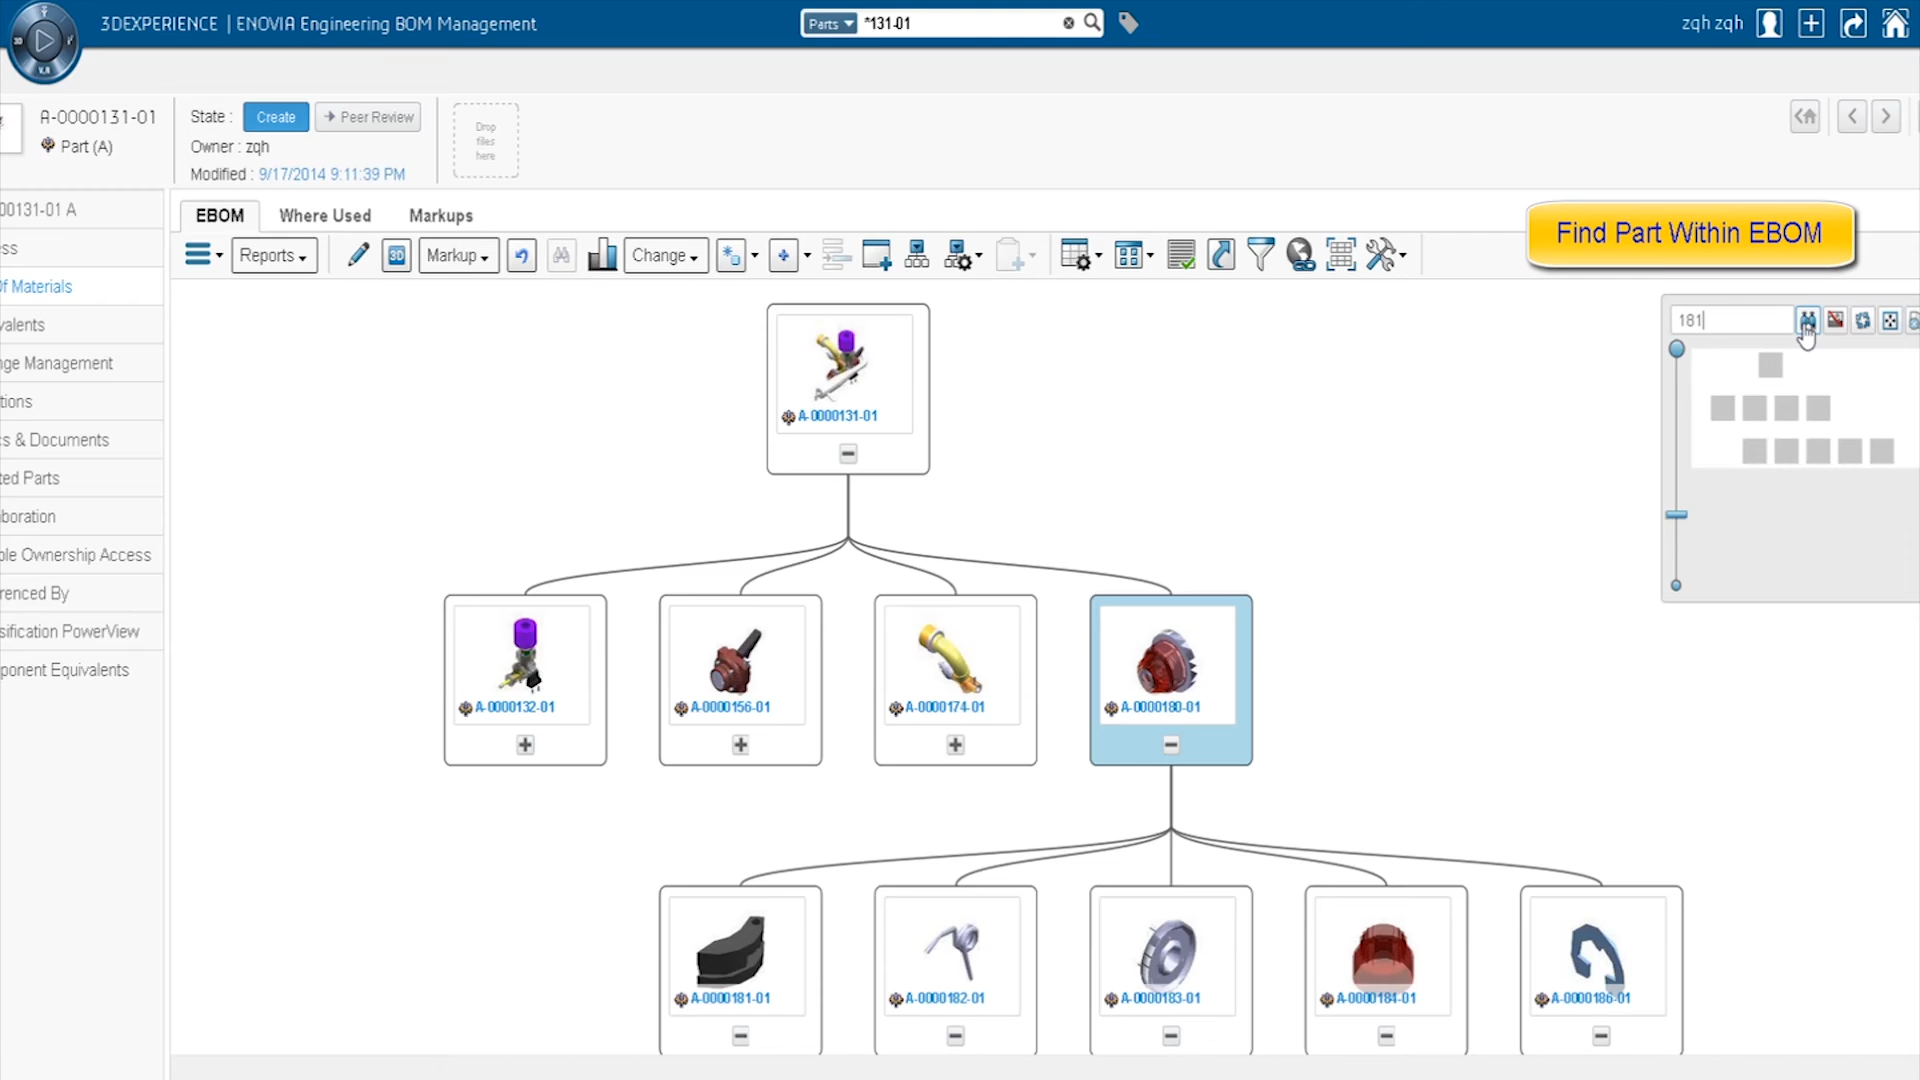 3DEXPERIENCE | ENOVIA Engineering BOM Management
Parts
*131-01
zqh zqh
3D
V.R
A-0000131-01
Part (A)
State :
Create
Peer Review
Owner : zqh
Modified : 9/17/2014 9:11:39 PM
Drop
files
here
00131-01 A
ss
Of Materials
valents
nge Management
tions
s & Documents
ted Parts
boration
ple Ownership Access
renced By
sification PowerView
ponent Equivalents
EBOM
Where Used
Markups
Find Part Within EBOM
Reports
3D
Markup
Change
181
A-0000131-01
A-0000132-01
A-0000156-01
A-0000174-01
A-0000180-01
A-0000181-01
A-0000182-01
A-0000183-01
A-0000184-01
A-0000186-01